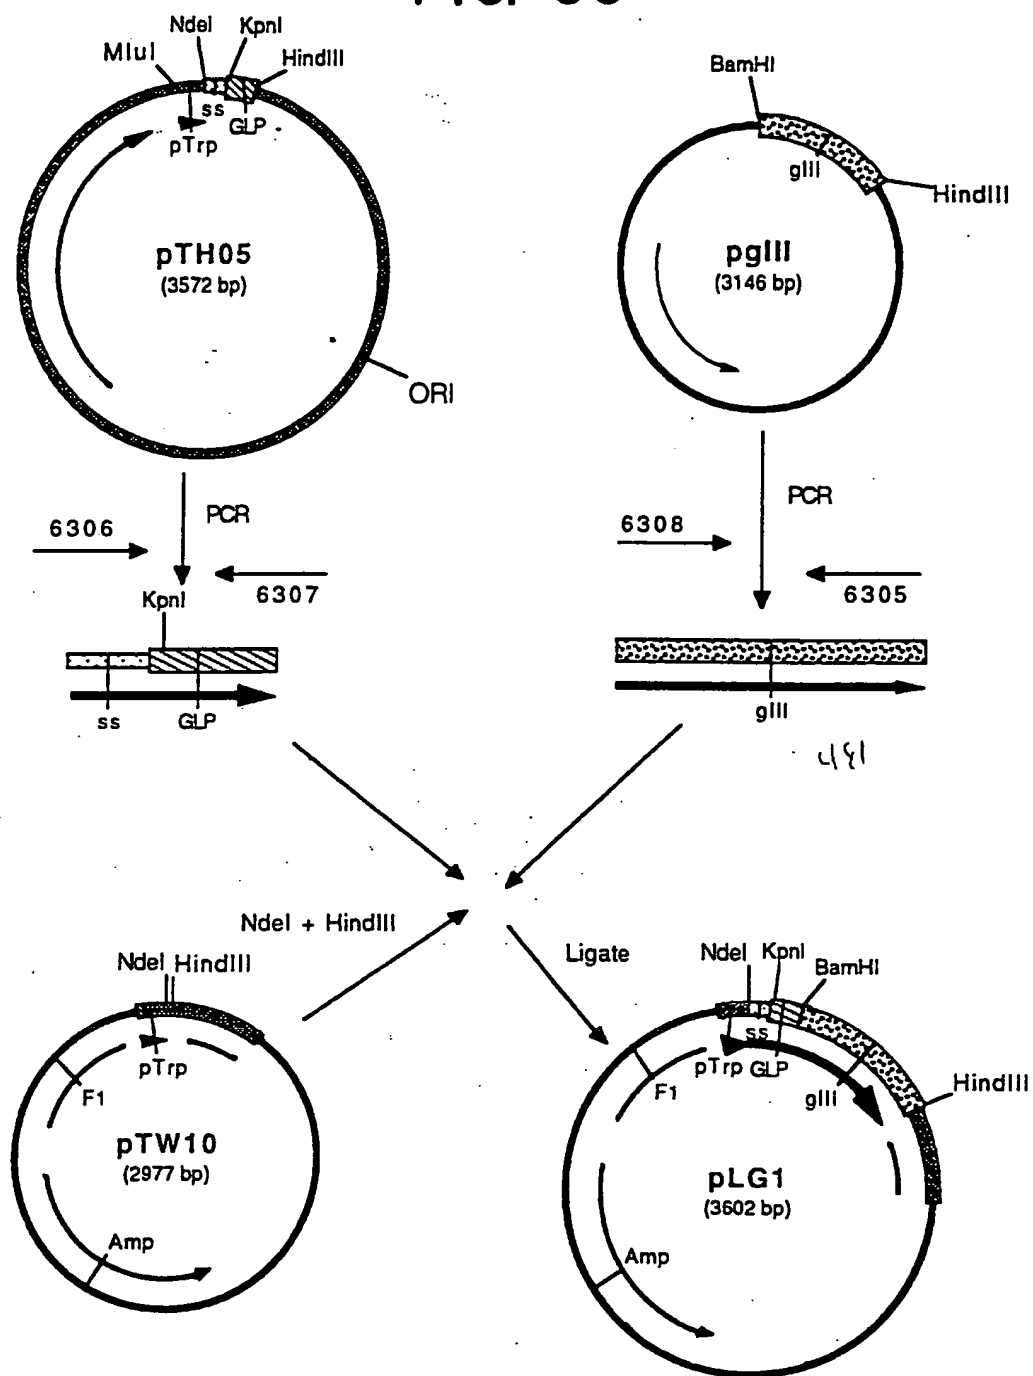 NdeI
KpnI
MluI
HindIII
ss
GLP
pTrp
pTH05
(3572 bp)
ORI
BamHI
gIII
HindIII
pgIII
(3146 bp)
PCR
6306
6307
KpnI
ss
GLP
PCR
6308
6305
gIII
NdeI + HindIII
Ligate
NdeI HindIII
pTrp
F1
pTW10
(2977 bp)
Amp
NdeI
KpnI
BamHI
ss
pTrp
GLP
gIII
HindIII
F1
pLG1
(3602 bp)
Amp